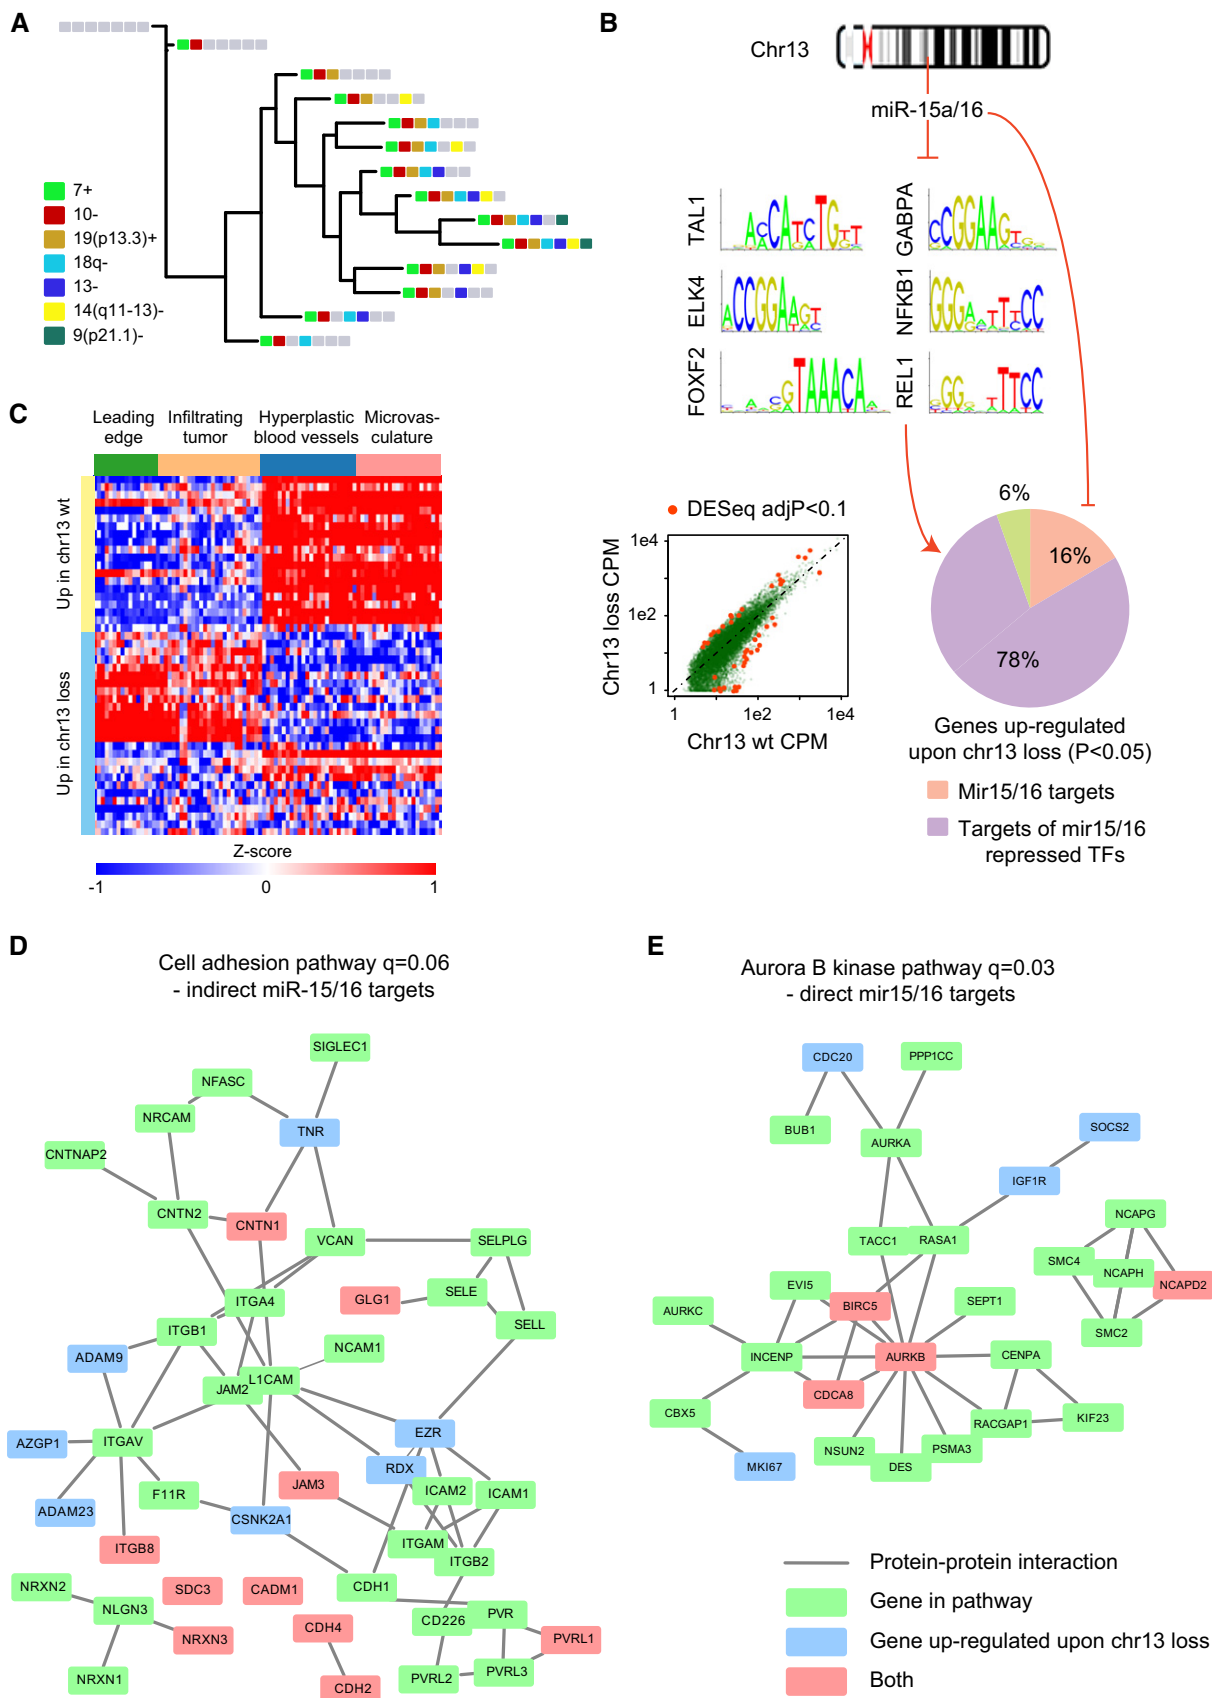 A
7+
10-
19(p13.3)+
18q-
13-
14(q11-13)-
9(p21.1)-
B
Chr13
miR-15a/16
TAL1
GABPA
ELK4
NFKB1
FOXF2
REL1
DESeq adjP<0.1
Chr13 loss CPM
1e4
1e2
1
1
1e2
1e4
Chr13 wt CPM
6%
16%
78%
Genes up-regulated
upon chr13 loss (P<0.05)
Mir15/16 targets
Targets of mir15/16
repressed TFs
C
Leading
edge
Infiltrating
tumor
Hyperplastic
blood vessels
Microvas-
culature
Up in chr13 wt
Up in chr13 loss
Z-score
-1
0
1
D
Cell adhesion pathway q=0.06
- indirect miR-15/16 targets
SIGLEC1
NFASC
NRCAM
TNR
CNTNAP2
CNTN2
CNTN1
VCAN
SELPLG
ITGA4
GLG1
SELE
SELL
ITGB1
NCAM1
ADAM9
L1CAM
JAM2
AZGP1
ITGAV
EZR
RDX
JAM3
F11R
ICAM2
ICAM1
ADAM23
CSNK2A1
ITGAM
ITGB8
ITGB2
NRXN2
SDC3
CADM1
CDH1
NLGN3
CD226
PVR
NRXN3
CDH4
PVRL1
NRXN1
CDH2
PVRL2
PVRL3
E
Aurora B kinase pathway q=0.03
- direct mir15/16 targets
CDC20
PPP1CC
BUB1
AURKA
SOCS2
IGF1R
NCAPG
TACC1
RASA1
SMC4
NCAPH
NCAPD2
EVI5
BIRC5
SEPT1
AURKC
SMC2
INCENP
AURKB
CENPA
CDCA8
CBX5
RACGAP1
KIF23
NSUN2
PSMA3
MKI67
DES
Protein-protein interaction
Gene in pathway
Gene up-regulated upon chr13 loss
Both